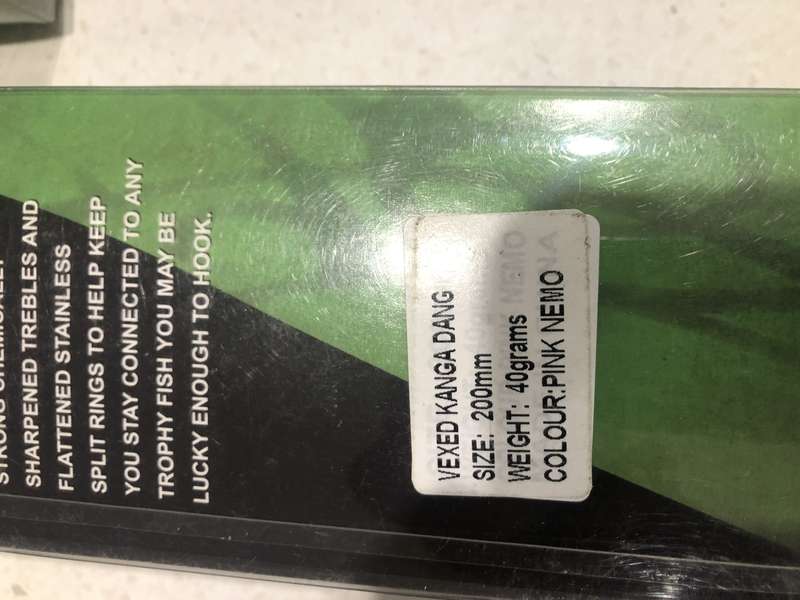 SHARPENED TREBLES AND
FLATTENED STAINLESS
SPLIT RINGS TO HELP KEEP
YOU STAY CONNECTED TO ANY
TROPHY FISH YOU MAY BE
LUCKY ENOUGH TO HOOK.
VEXED KANGA DANG
SIZE: 200mm
WEIGHT: 40grams
COLOUR:PINK NEMO